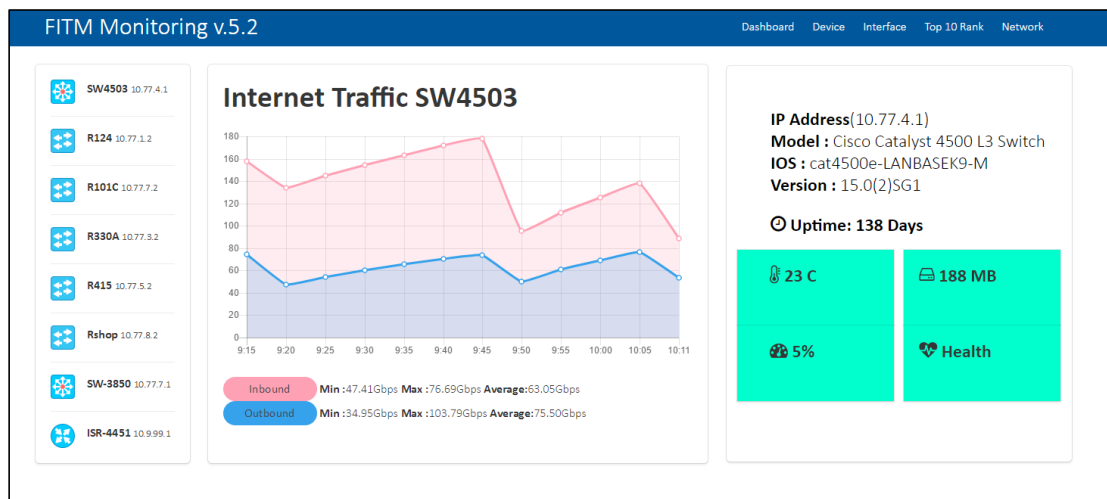 FITM Monitoring v.5.2
Dashboard Device Interface Top 10 Rank Network
SW4503 10.77.4.1
R124 10.77.1.2
R101C 10.77.7.2
R330A 10.77.3.2
R415 10.77.5.2
Rshop 10.77.8.2
SW-3850 10.77.7.1
ISR-4451 10.9.99.1
Internet Traffic SW4503
180
160
140
120
100
80
60
40
20
0
9:15 9:20 9:25 9:30 9:35 9:40 9:45 9:50 9:55 10:00 10:05 10:11
Inbound Min :47.41Gbps Max :76.69Gbps Average:63.05Gbps
Outbound Min :34.95Gbps Max :103.79Gbps Average:75.50Gbps
IP Address(10.77.4.1)
Model : Cisco Catalyst 4500 L3 Switch
IOS : cat4500e-LANBASEK9-M
Version : 15.0(2)SG1
Uptime: 138 Days
23 C
188 MB
5%
Health